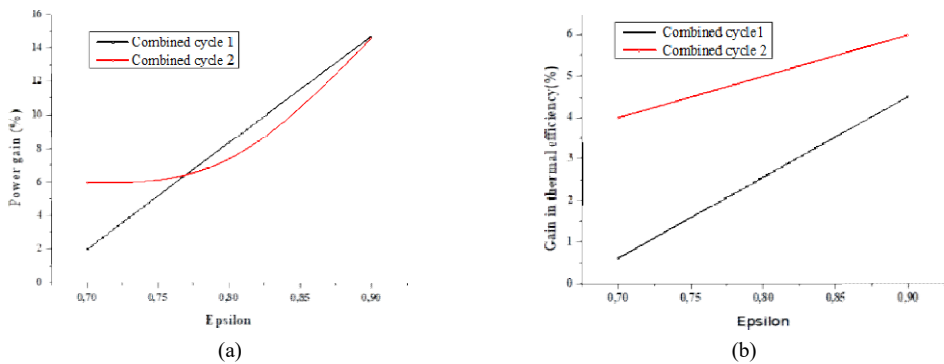 16
14
12
10
8
6
4
2
0
Power gain (%)
Combined cycle 1
Combined cycle 2
0,70 0,75 0,80 0,85 0,90
Epsilon
(a)
6
5
4
3
2
1
0
Gain in thermal efficiency(%)
Combined cycle1
Combined cycle 2
0,70 0,75 0,80 0,85 0,90
Epsilon
(b)